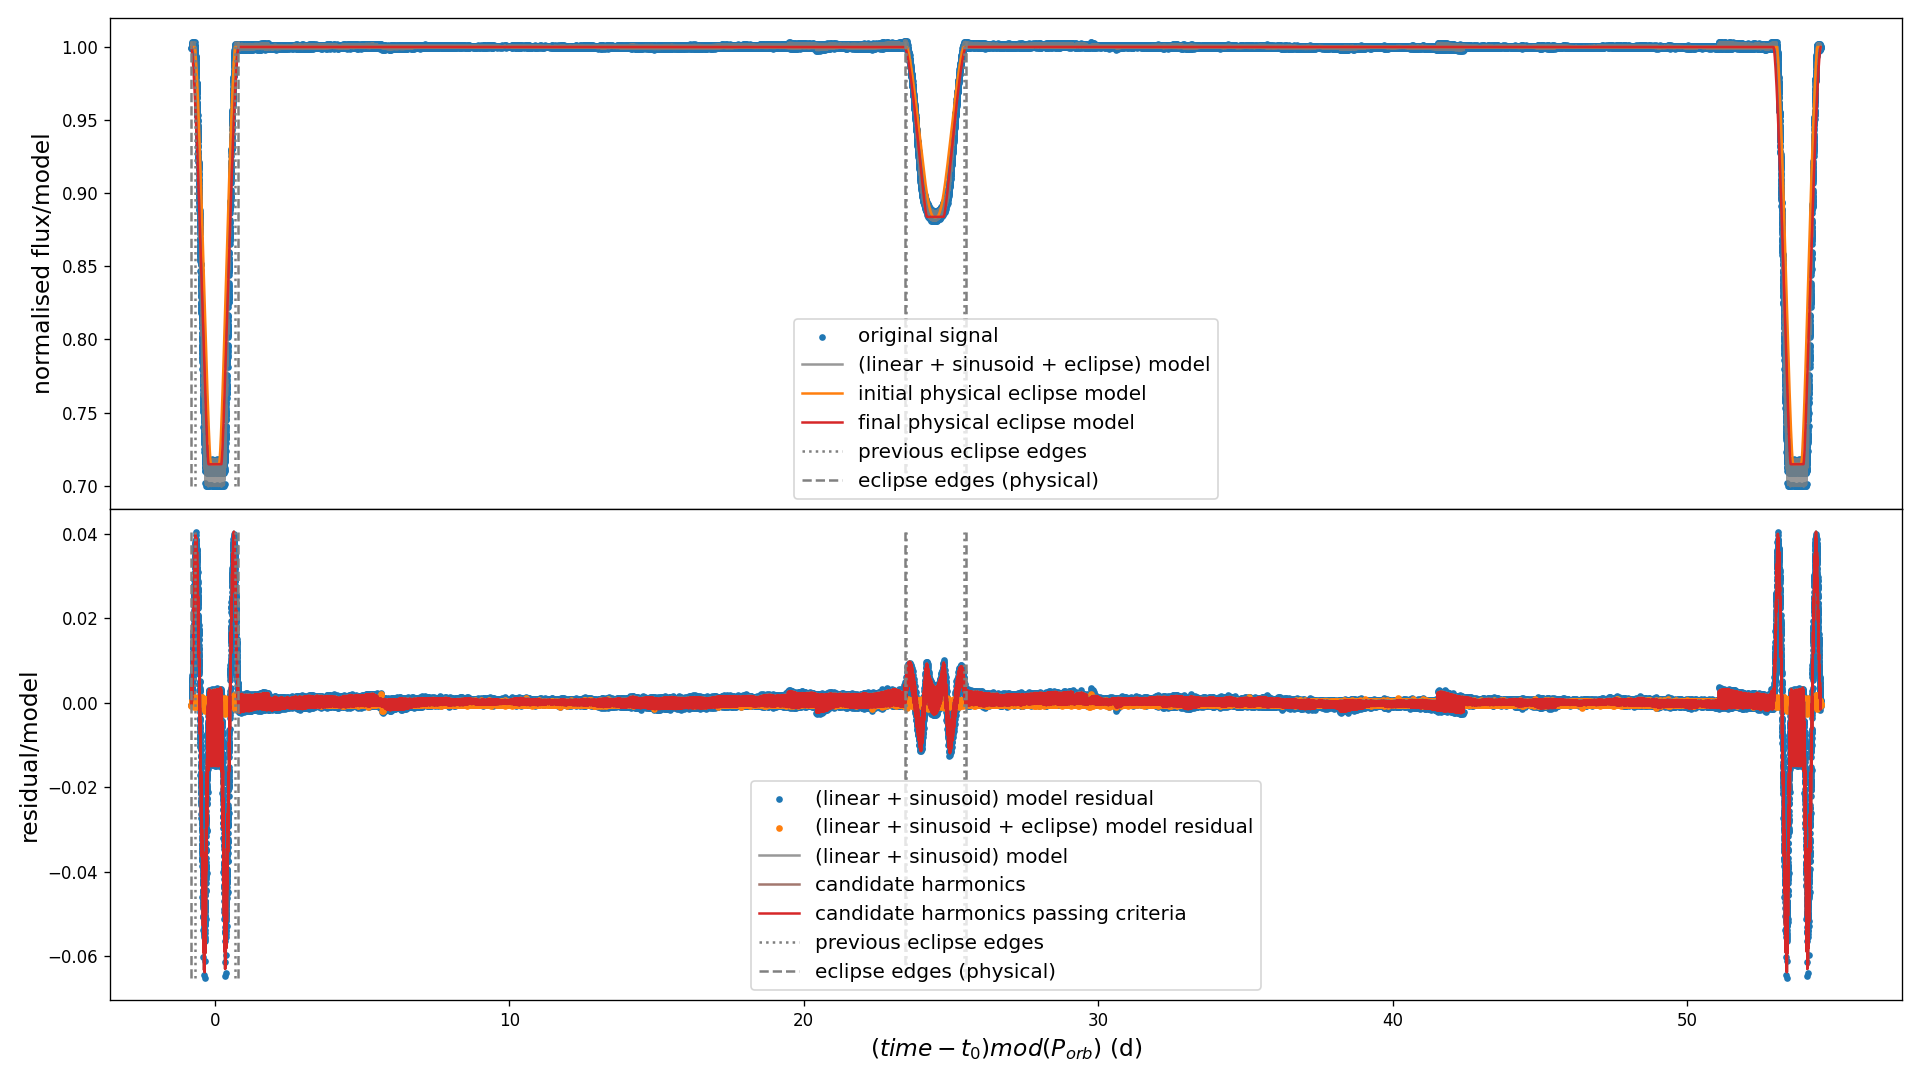 1.00
0.95
0.90
0.85
0.80
0.75
0.70
normalised flux/model
original signal
(linear + sinusoid + eclipse) model
initial physical eclipse model
final physical eclipse model
previous eclipse edges
eclipse edges (physical)
0.04
0.02
0.00
−0.02
−0.04
−0.06
residual/model
(linear + sinusoid) model residual
(linear + sinusoid + eclipse) model residual
(linear + sinusoid) model
candidate harmonics
candidate harmonics passing criteria
previous eclipse edges
eclipse edges (physical)
0 10 20 30 40 50
(time − t₀)mod(P_orb) (d)